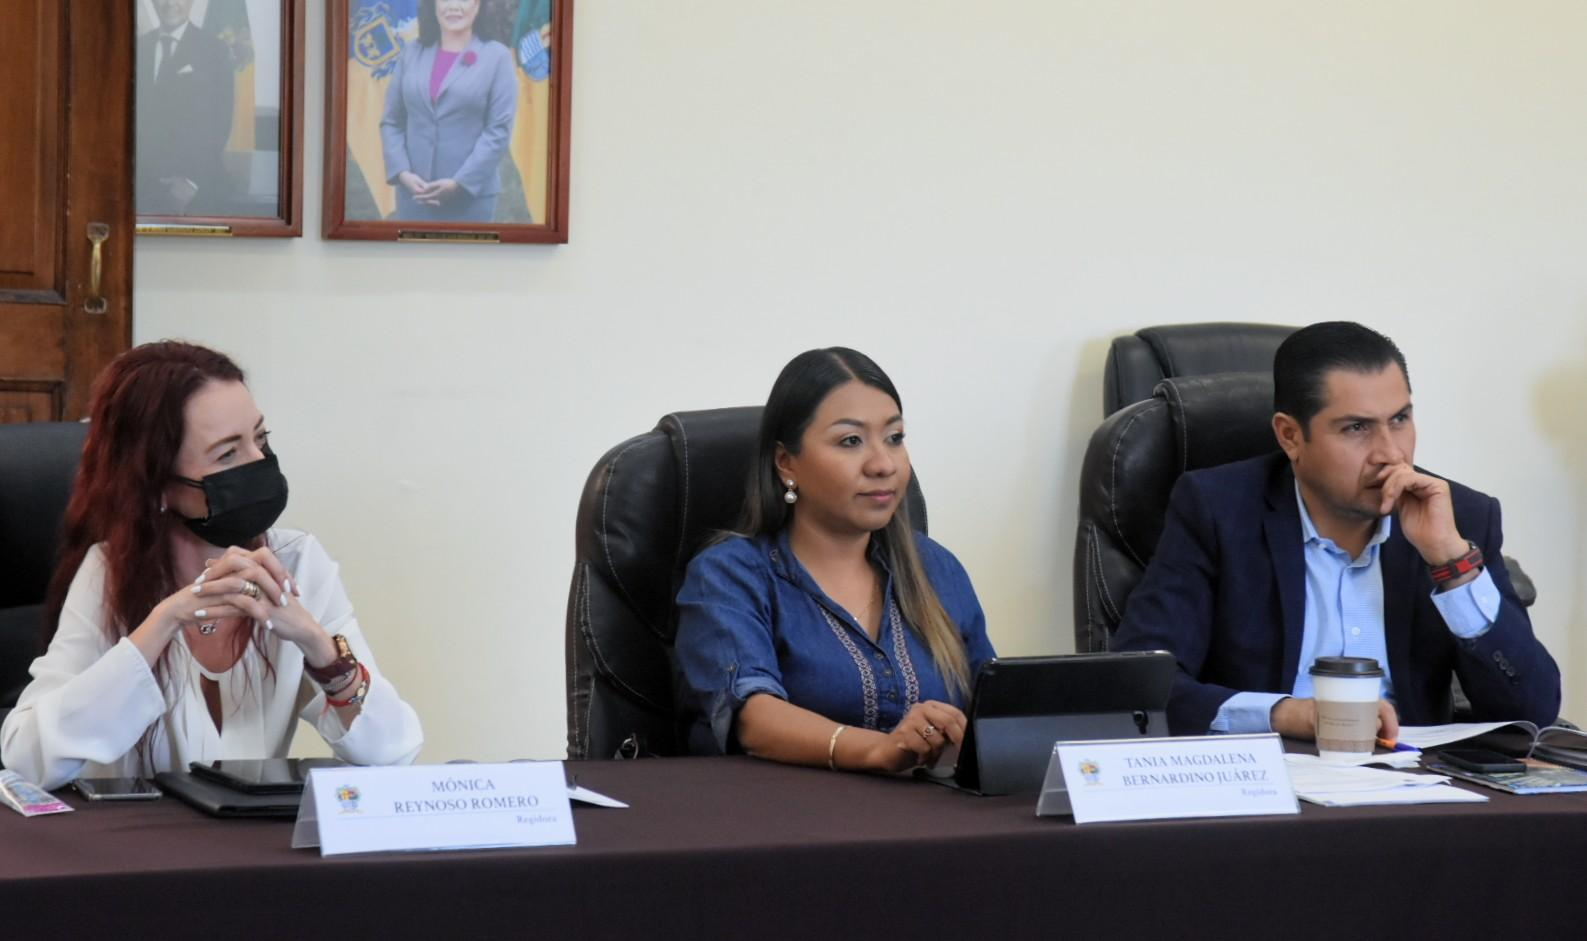 MÓNICA
REYNOSO ROMERO
Regidora
TANIA MAGDALENA
BERNARDINO JUÁREZ
Regidora